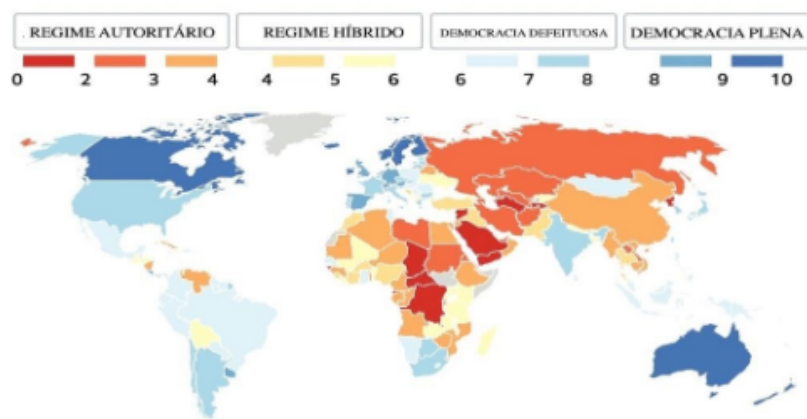 . REGIME AUTORITÁRIO
REGIME HÍBRIDO
DEMOCRACIA DEFEITUOSA
DEMOCRACIA PLENA
0 2 3 4 4 5 6 6 7 8 8 9 10